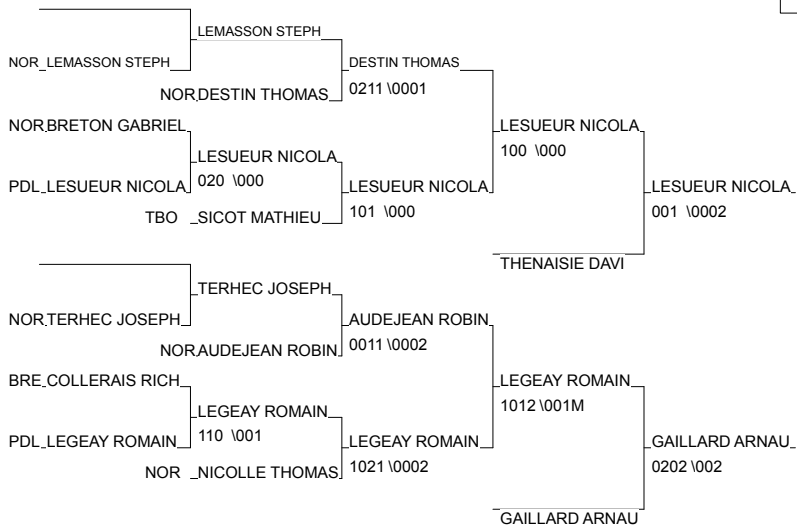 LEMASSON STEPH
NOR LEMASSON STEPH
DESTIN THOMAS
0211 \0001
NOR DESTIN THOMAS
NOR BRETON GABRIEL
LESUEUR NICOLA
100 \000
LESUEUR NICOLA
020 \000
PDL LESUEUR NICOLA
LESUEUR NICOLA
101 \000
LESUEUR NICOLA
001 \0002
TBO SICOT MATHIEU
THENAISIE DAVI
TERHEC JOSEPH
NOR TERHEC JOSEPH
AUDEJEAN ROBIN
0011 \0002
NOR AUDEJEAN ROBIN
BRE COLLERAIS RICH
LEGEAY ROMAIN
1012 \001M
LEGEAY ROMAIN
110 \001
PDL LEGEAY ROMAIN
LEGEAY ROMAIN
1021 \0002
GAILLARD ARNAU
0202 \002
NOR NICOLLE THOMAS
GAILLARD ARNAU